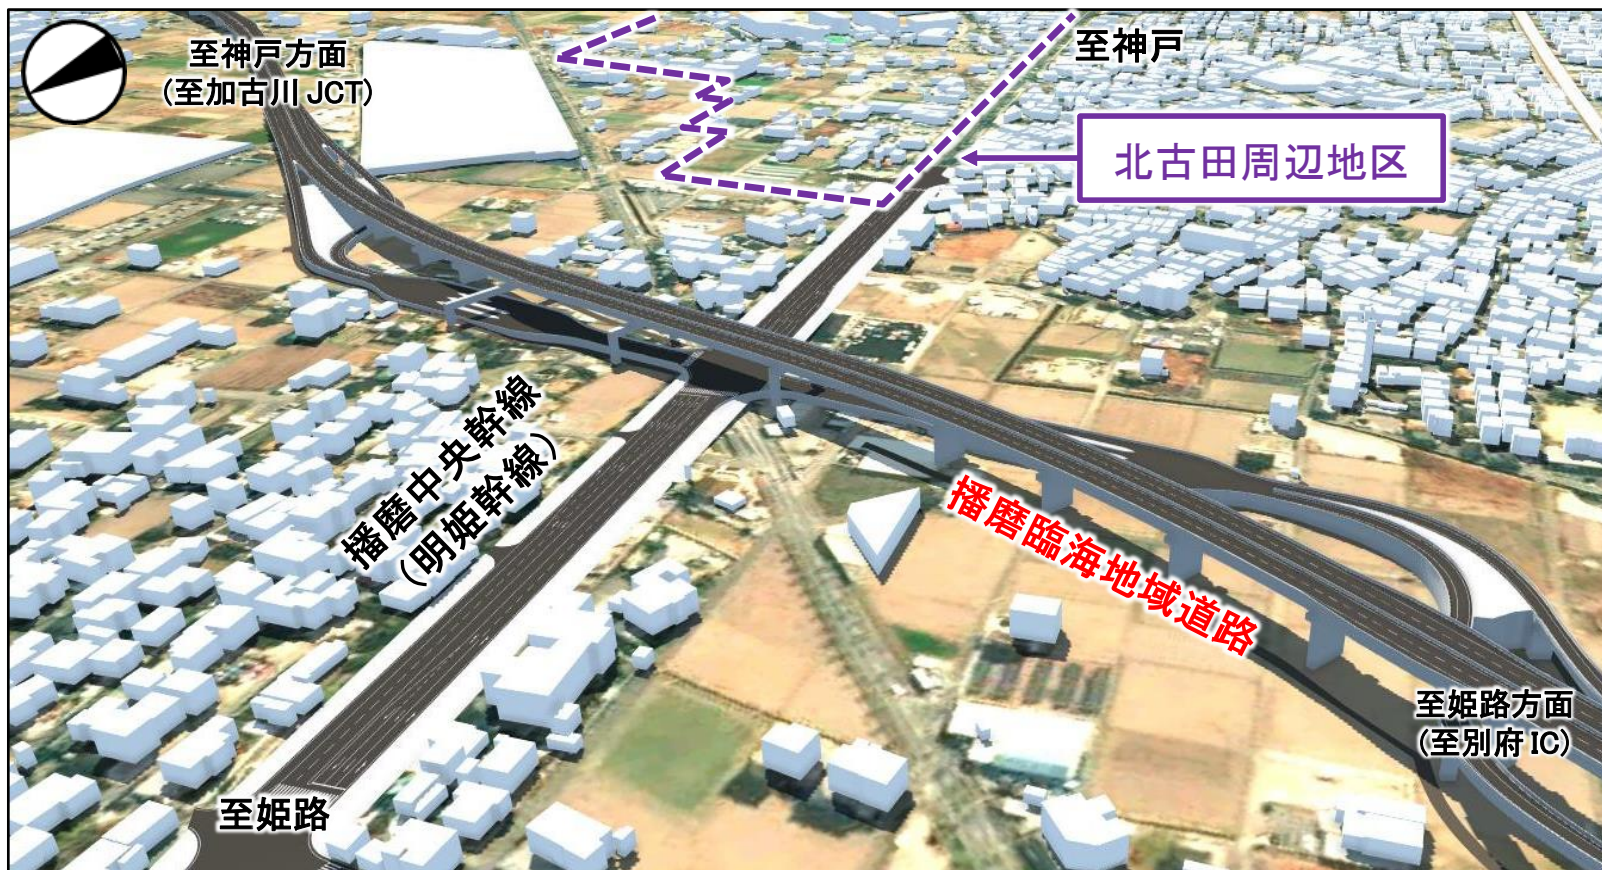 至神戸方面
(至加古川 JCT)
至神戸
北古田周辺地区
播磨中央幹線
(明姫幹線)
播磨臨海地域道路
至姫路方面
(至別府 IC)
至姫路